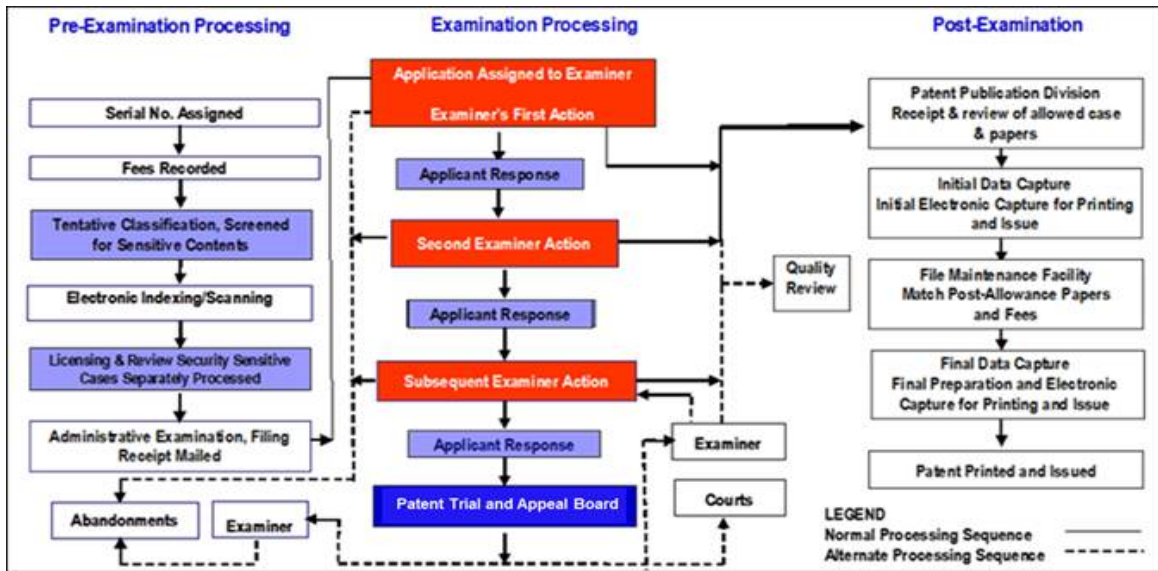 Pre-Examination Processing
Serial No. Assigned
Fees Recorded
Tentative Classification, Screened
for Sensitive Contents
Electronic Indexing/Scanning
Licensing & Review Security Sensitive
Cases Separately Processed
Administrative Examination, Filing
Receipt Mailed
Abandonments
Examiner
Examination Processing
Application Assigned to Examiner
Examiner's First Action
Applicant Response
Second Examiner Action
Applicant Response
Subsequent Examiner Action
Applicant Response
Patent Trial and Appeal Board
Quality
Review
Examiner
Courts
Post-Examination
Patent Publication Division
Receipt & review of allowed case
& papers
Initial Data Capture
Initial Electronic Capture for Printing
and Issue
File Maintenance Facility
Match Post-Allowance Papers
and Fees
Final Data Capture
Final Preparation and Electronic
Capture for Printing and Issue
Patent Printed and Issued
LEGEND
Normal Processing Sequence
Alternate Processing Sequence